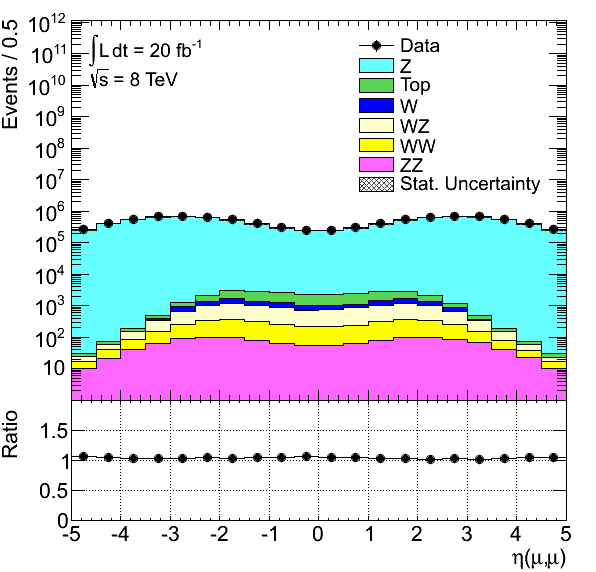 Events / 0.5
10¹²
10¹¹
10¹⁰
10⁹
10⁸
10⁷
10⁶
10⁵
10⁴
10³
10²
10
∫L dt = 20 fb⁻¹
√s = 8 TeV
Data
Z
Top
W
WZ
WW
ZZ
Stat. Uncertainty
Ratio
1.5
1
0.5
0
-5 -4 -3 -2 -1 0 1 2 3 4 5
η(μ,μ)